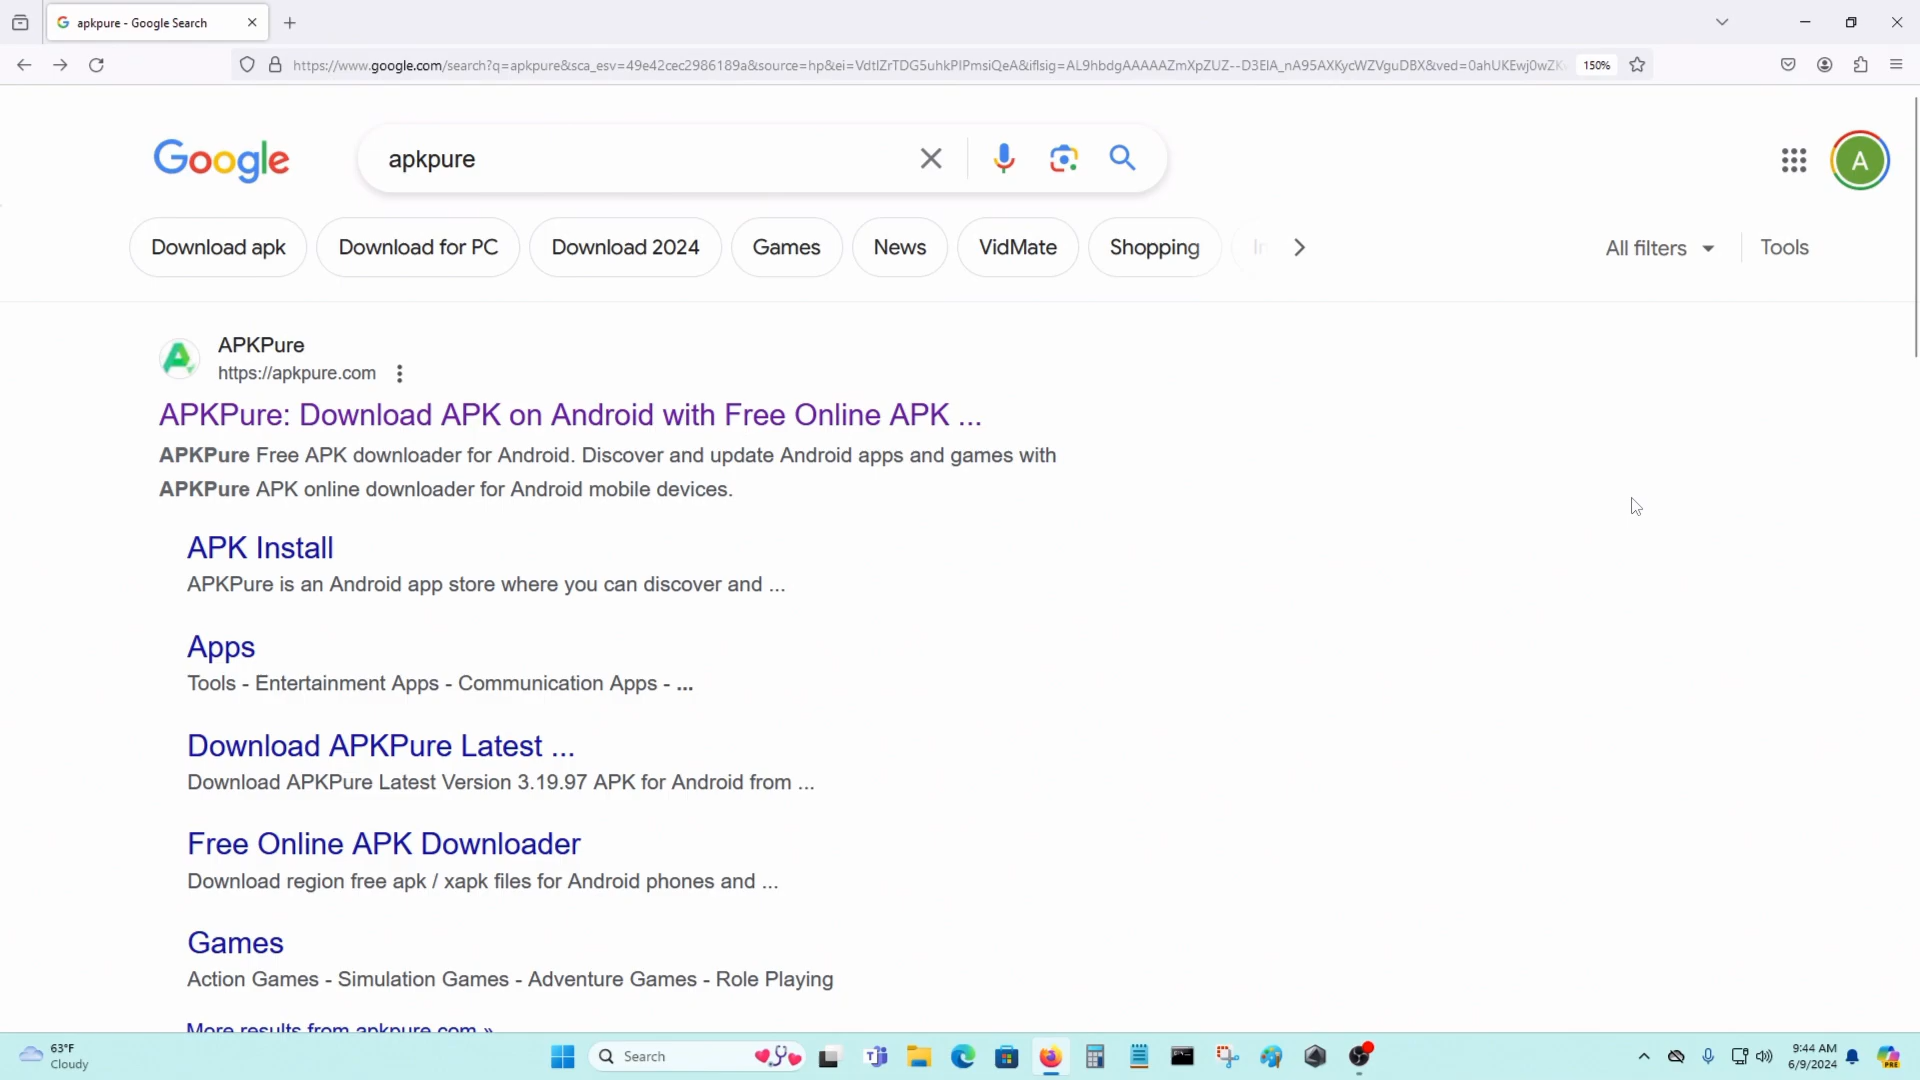 apkpure - Google Search
https://www.google.com/search?q=apkpure&sca_esv=49e42cec2986189a&source=hp&ei=VdtlZrTDG5uhkPIPmsiQeA&iflsig=AL9hbdgAAAAAZmXpZUZ--D3EIA_nA95AXKycWZVguDBX&ved=0ahUKEwj0wZK
150%
Google
apkpure
A
Download apk
Download for PC
Download 2024
Games
News
VidMate
Shopping
All filters
Tools
APKPure
https://apkpure.com
APKPure: Download APK on Android with Free Online APK ...
APKPure Free APK downloader for Android. Discover and update Android apps and games with
APKPure APK online downloader for Android mobile devices.
APK Install
APKPure is an Android app store where you can discover and ...
Apps
Tools - Entertainment Apps - Communication Apps - ...
Download APKPure Latest ...
Download APKPure Latest Version 3.19.97 APK for Android from ...
Free Online APK Downloader
Download region free apk / xapk files for Android phones and ...
Games
Action Games - Simulation Games - Adventure Games - Role Playing
More results from apkpure.com »
63°F
Cloudy
Search
9:44 AM
6/9/2024
PRE